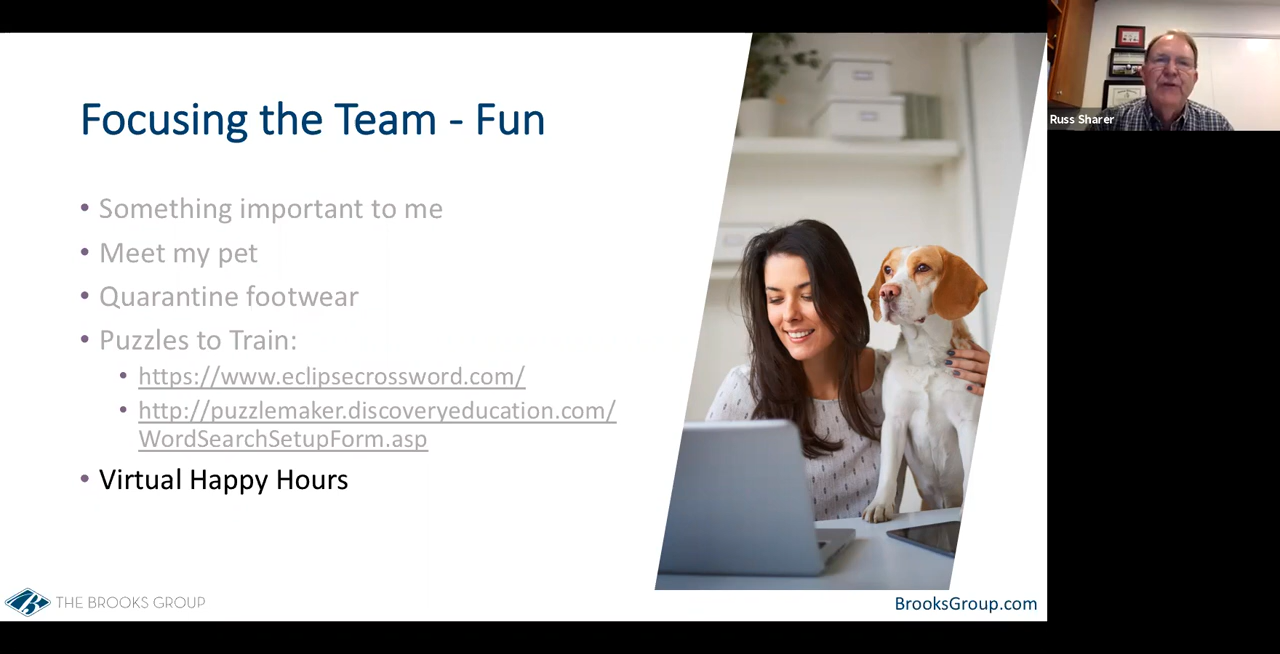 Focusing the Team - Fun
• Something important to me
• Meet my pet
• Quarantine footwear
• Puzzles to Train:
• https://www.eclipsecrossword.com/
• http://puzzlemaker.discoveryeducation.com/
WordSearchSetupForm.asp
• Virtual Happy Hours
THE BROOKS GROUP
BrooksGroup.com
Russ Sharer